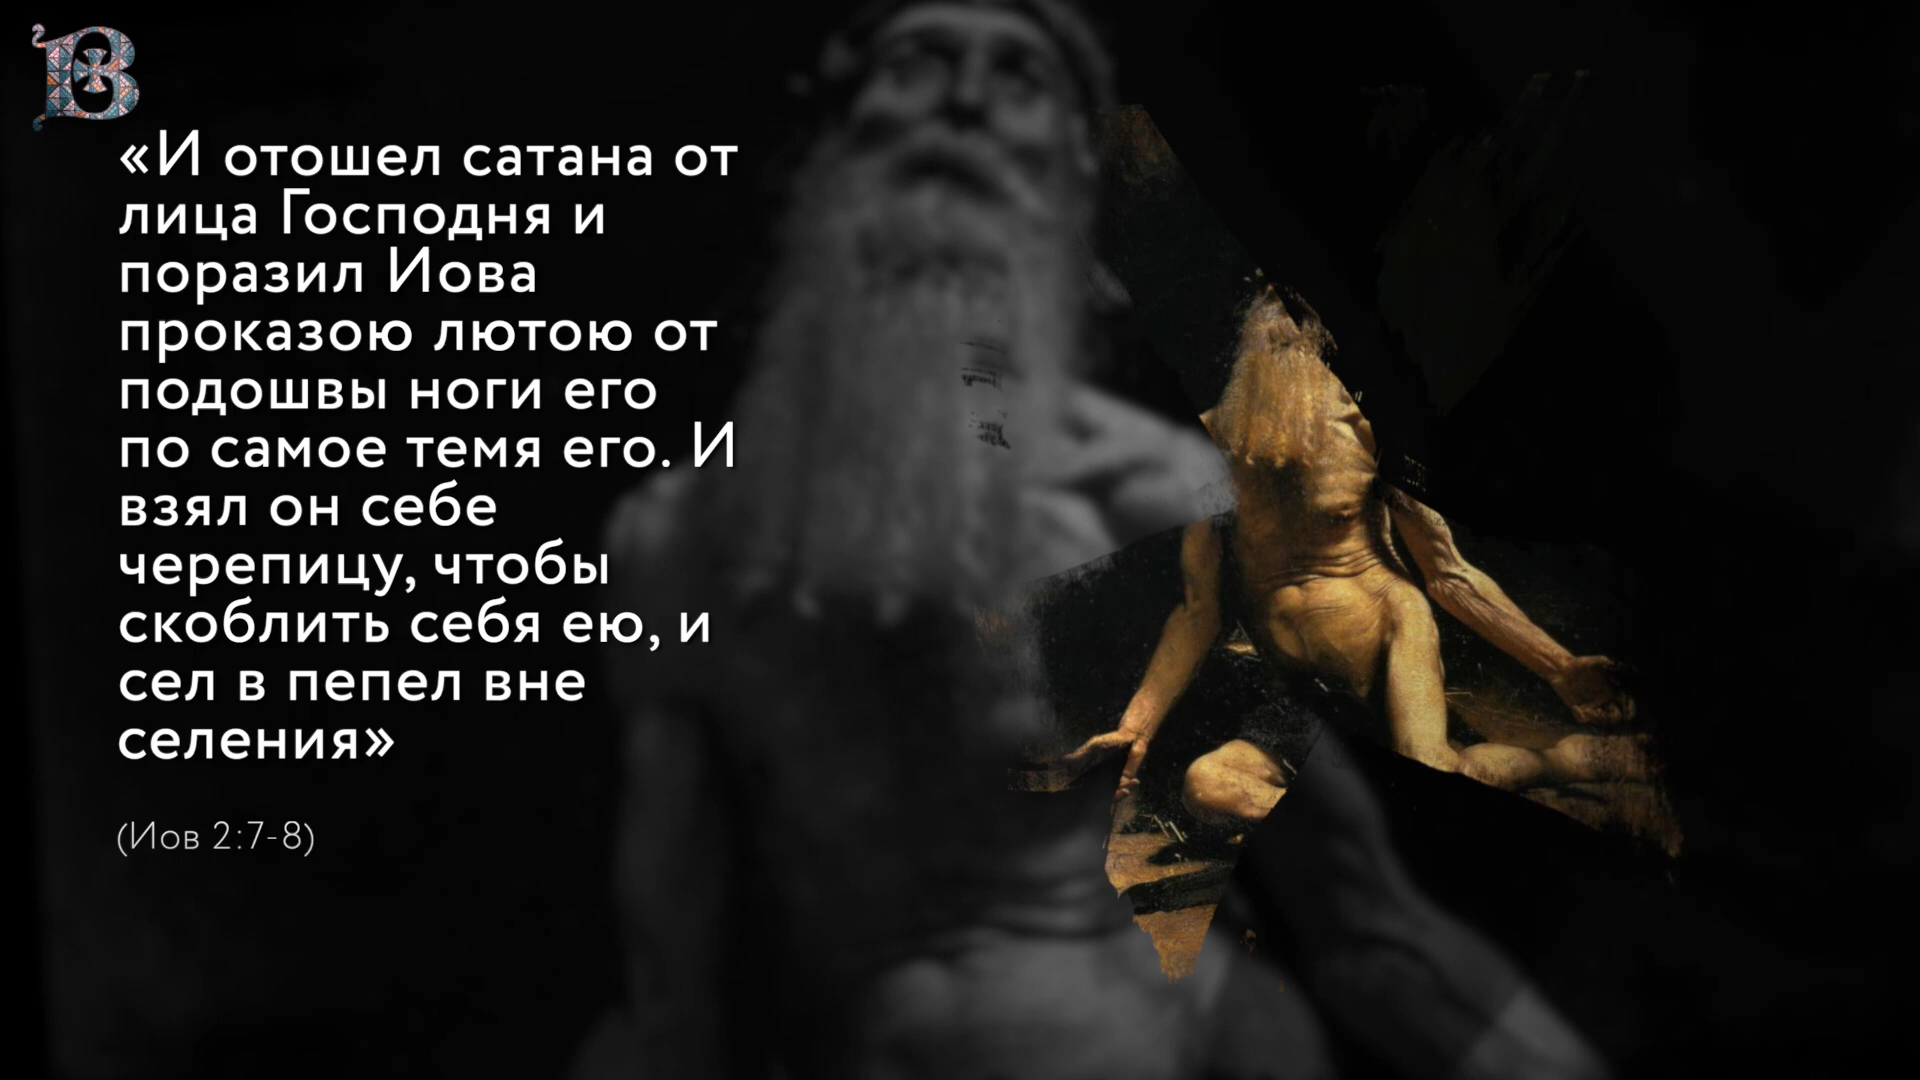 В
«И отошел сатана от
лица Господня и
поразил Иова
проказою лютою от
подошвы ноги его
по самое темя его. И
взял он себе
черепицу, чтобы
скоблить себя ею, и
сел в пепел вне
селения»
(Иов 2:7-8)